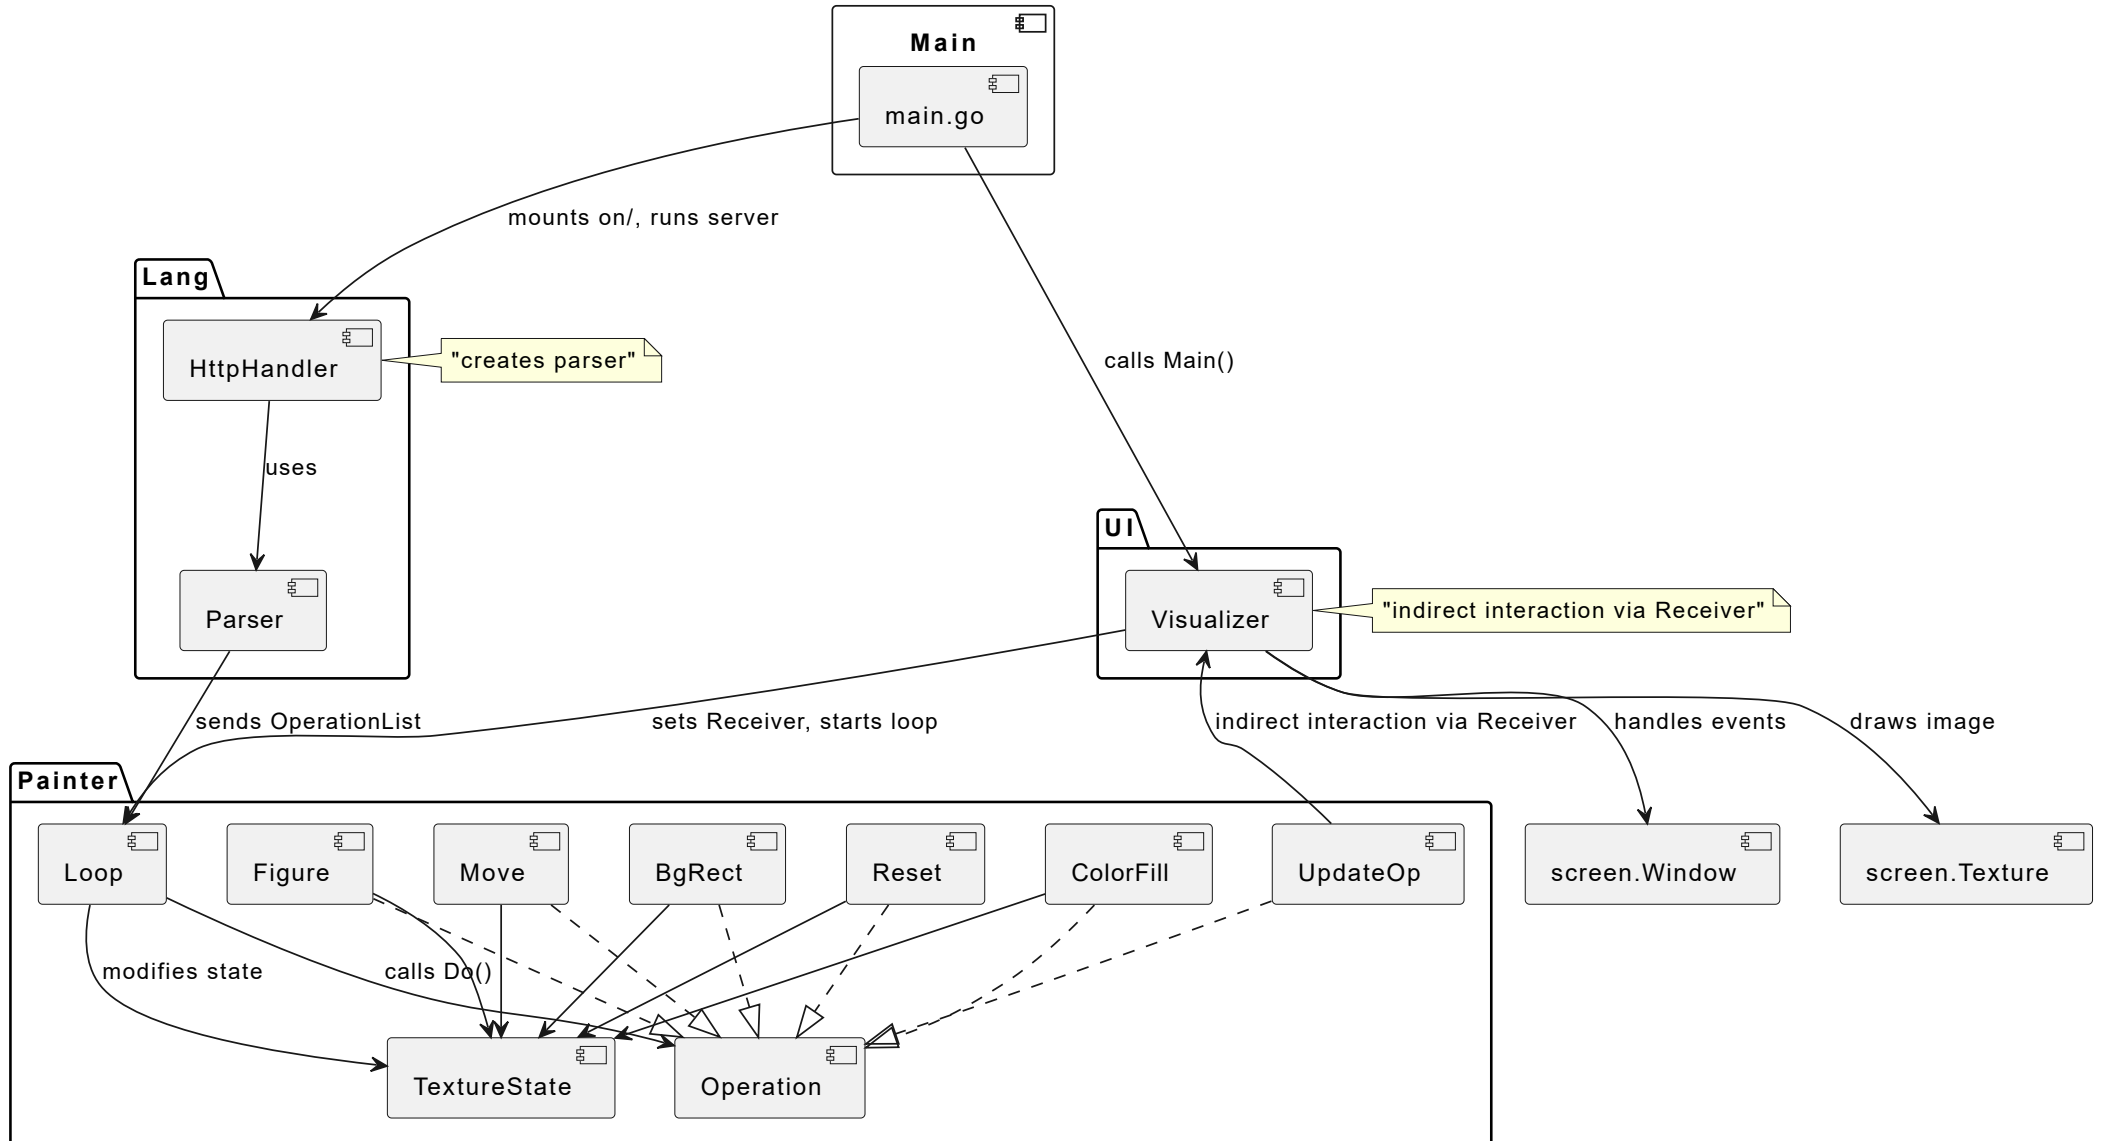 Main
main.go
mounts on/, runs server
Lang
HttpHandler
"creates parser"
calls Main()
uses
UI
Parser
Visualizer
"indirect interaction via Receiver"
sends OperationList
sets Receiver, starts loop
indirect interaction via Receiver
handles events
draws image
Painter
Loop
Figure
Move
BgRect
Reset
ColorFill
UpdateOp
screen.Window
screen.Texture
modifies state
calls Do()
TextureState
Operation